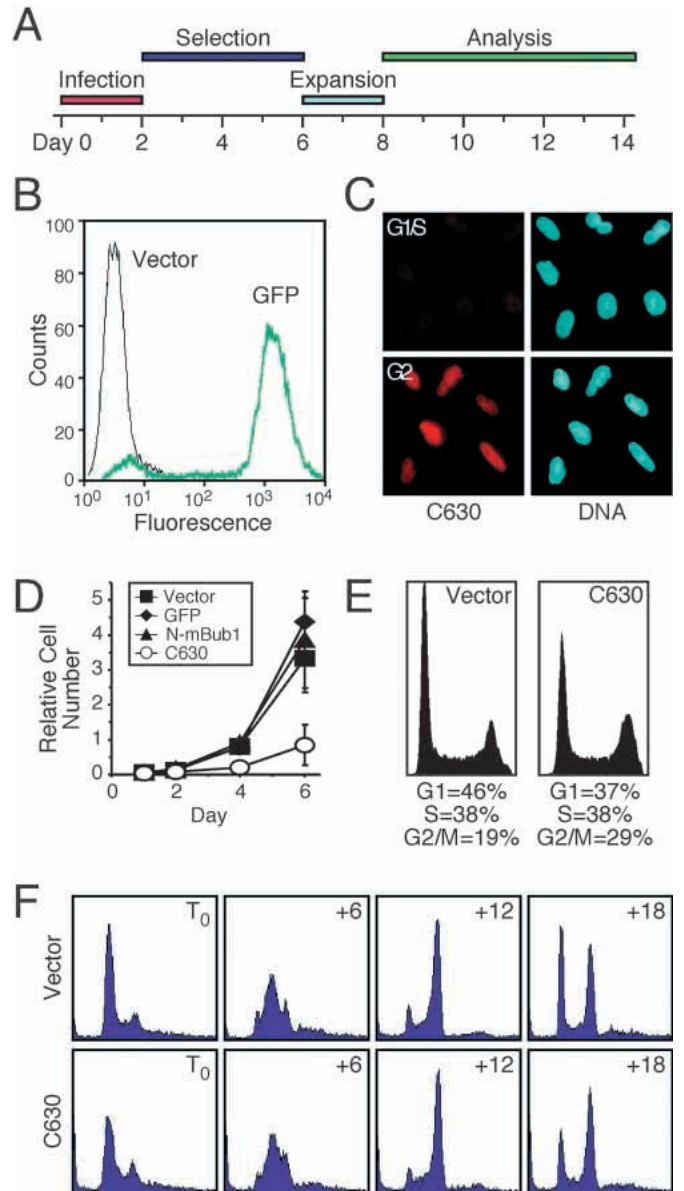 A
Selection
Analysis
Infection
Expansion
Day 0 2 4 6 8 10 12 14
B
100
80
60
40
20
0
Counts
Vector
GFP
10^0 10^1 10^2 10^3 10^4
Fluorescence
C
G1/S
G2
C630 DNA
D
Vector
GFP
N-mBub1
C630
5
4
3
2
1
0
Relative Cell
Number
0 2 4 6
Day
E
Vector
C630
G1=46%
S=38%
G2/M=19%
G1=37%
S=38%
G2/M=29%
F
Vector
T0 +6 +12 +18
C630
T0 +6 +12 +18